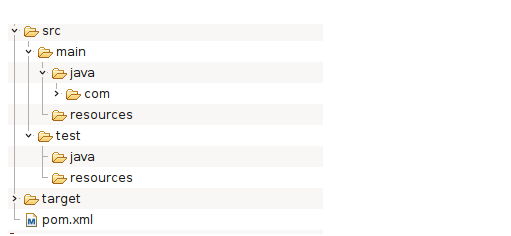 src
main
java
com
resources
test
java
resources
target
pom.xml